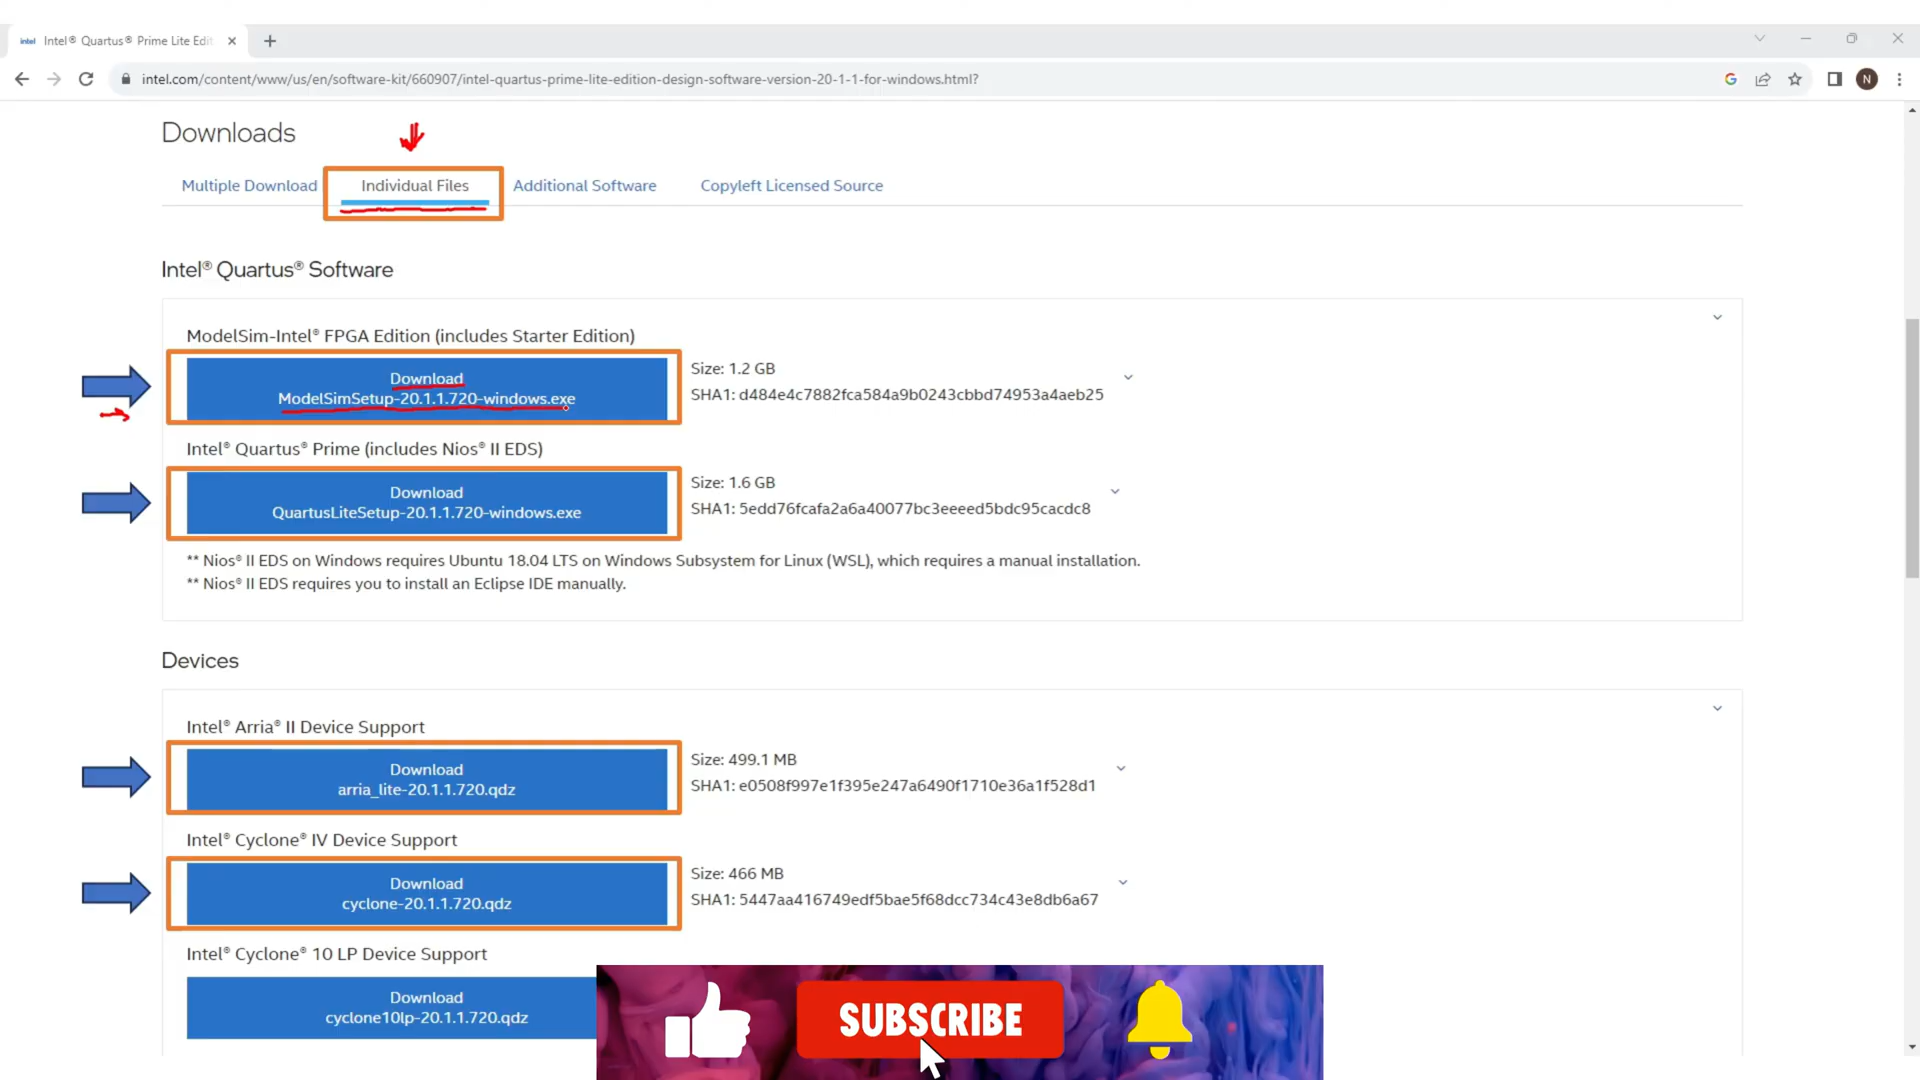 intel Intel® Quartus® Prime Lite Edit
intel.com/content/www/us/en/software-kit/660907/intel-quartus-prime-lite-edition-design-software-version-20-1-1-for-windows.html?
G
N
Downloads
Multiple Download Individual Files Additional Software Copyleft Licensed Source
Intel® Quartus® Software
ModelSim-Intel® FPGA Edition (includes Starter Edition)
Download
ModelSimSetup-20.1.1.720-windows.exe
Size: 1.2 GB
SHA1: d484e4c7882fca584a9b0243cbbd74953a4aeb25
Intel® Quartus® Prime (includes Nios® II EDS)
Download
QuartusLiteSetup-20.1.1.720-windows.exe
Size: 1.6 GB
SHA1: 5edd76fcafa2a6a40077bc3eeeed5bdc95cacdc8
** Nios® II EDS on Windows requires Ubuntu 18.04 LTS on Windows Subsystem for Linux (WSL), which requires a manual installation.
** Nios® II EDS requires you to install an Eclipse IDE manually.
Devices
Intel® Arria® II Device Support
Download
arria_lite-20.1.1.720.qdz
Size: 499.1 MB
SHA1: e0508f997e1f395e247a6490f1710e36a1f528d1
Intel® Cyclone® IV Device Support
Download
cyclone-20.1.1.720.qdz
Size: 466 MB
SHA1: 5447aa416749edf5bae5f68dcc734c43e8db6a67
Intel® Cyclone® 10 LP Device Support
Download
cyclone10lp-20.1.1.720.qdz
SUBSCRIBE